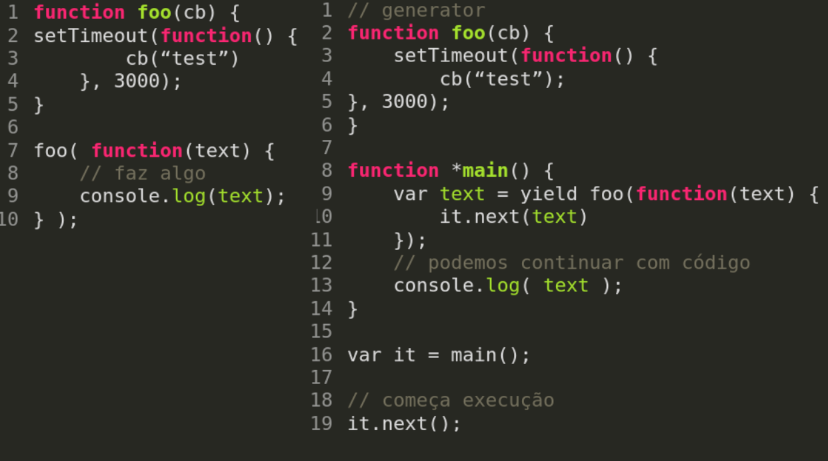 1 function foo(cb) {
2 setTimeout(function() {
3         cb(“test”)
4     }, 3000);
5 }
6
7 foo( function(text) {
8     // faz algo
9     console.log(text);
10 } );
1 // generator
2 function foo(cb) {
3     setTimeout(function() {
4         cb(“test”);
5 }, 3000);
6 }
7
8 function *main() {
9     var text = yield foo(function(text) {
10         it.next(text)
11     });
12     // podemos continuar com código
13     console.log( text );
14 }
15
16 var it = main();
17
18 // começa execução
19 it.next();